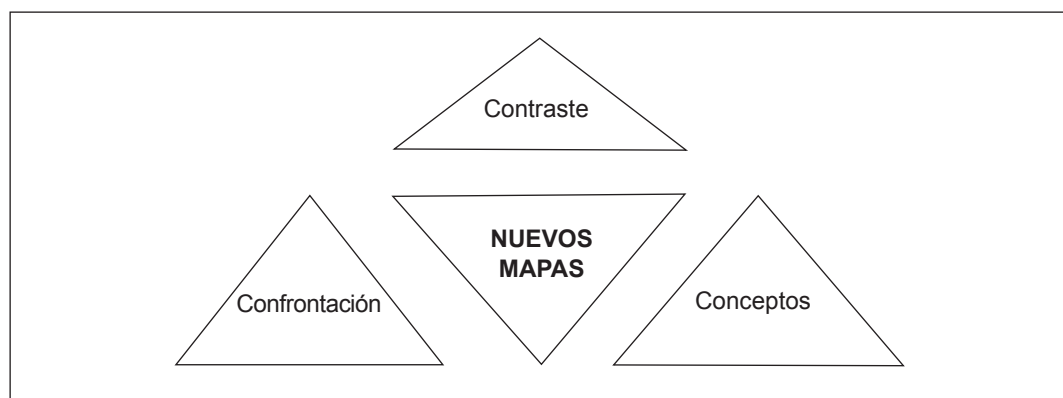 Contraste
NUEVOS
MAPAS
Confrontación
Conceptos